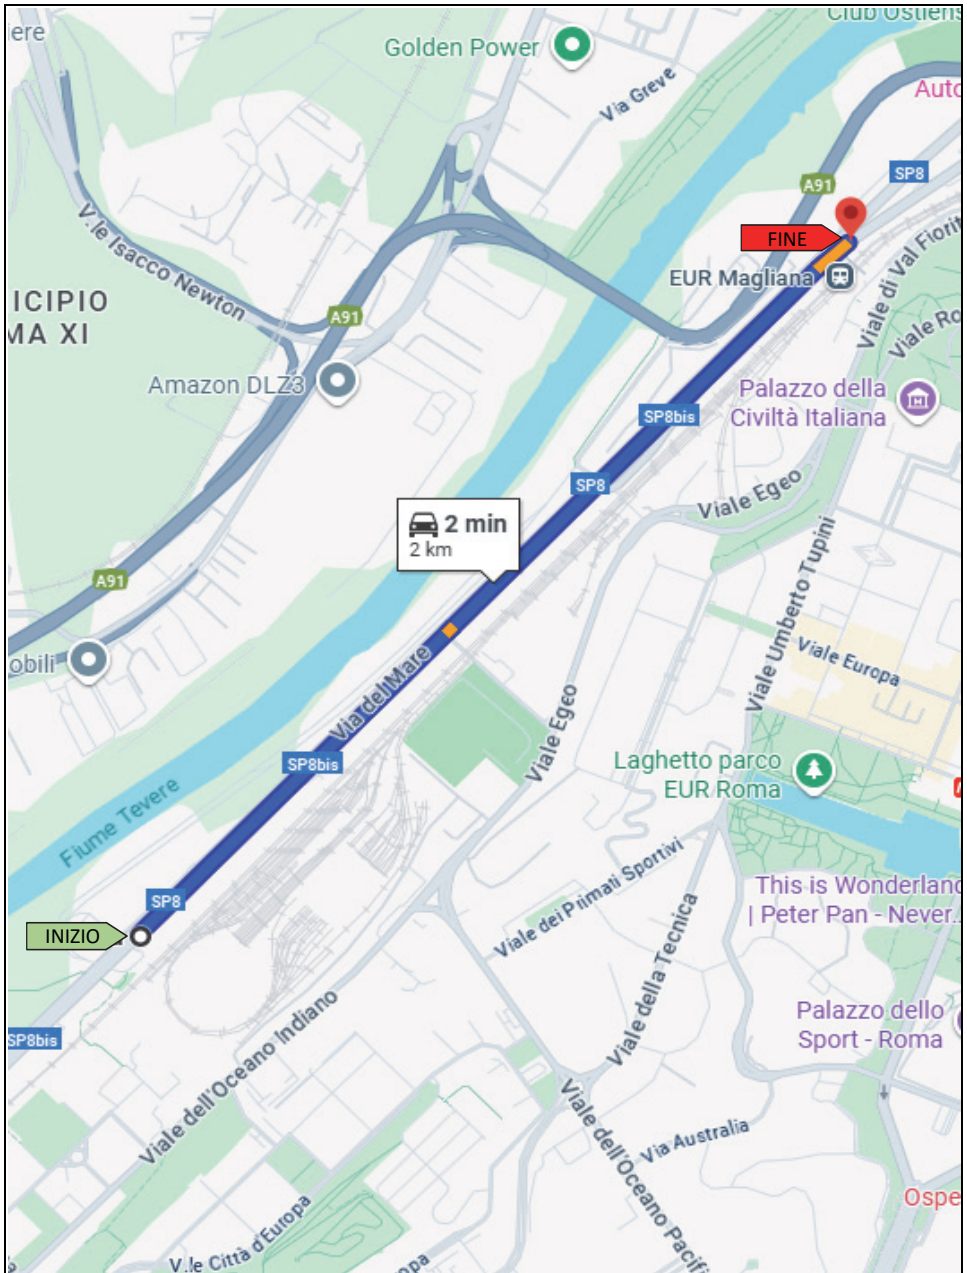 Club Ostiens
ere
Golden Power
Via Greve
Auto
SP8
A91
V.le Isacco Newton
FINE
EUR Magliana
Viale di Val Fiorit
ICIPIO
MA XI
A91
Viale Ro
Amazon DLZ3
Palazzo della
Civiltà Italiana
SP8bis
SP8
Viale Egeo
2 min
2 km
Viale Umberto Tupini
A91
Via del Mare
Viale Europa
obili
Viale Egeo
SP8bis
Laghetto parco
EUR Roma
Fiume Tevere
Viale dei Primati Sportivi
This is Wonderland
| Peter Pan - Never...
SP8
INIZIO
Viale della Tecnica
Palazzo dello
Sport - Roma
SP8bis
Viale dell'Oceano Indiano
Viale dell'Oceano Pacifi
Via Australia
Ospe
V.le Città d'Europa
opa